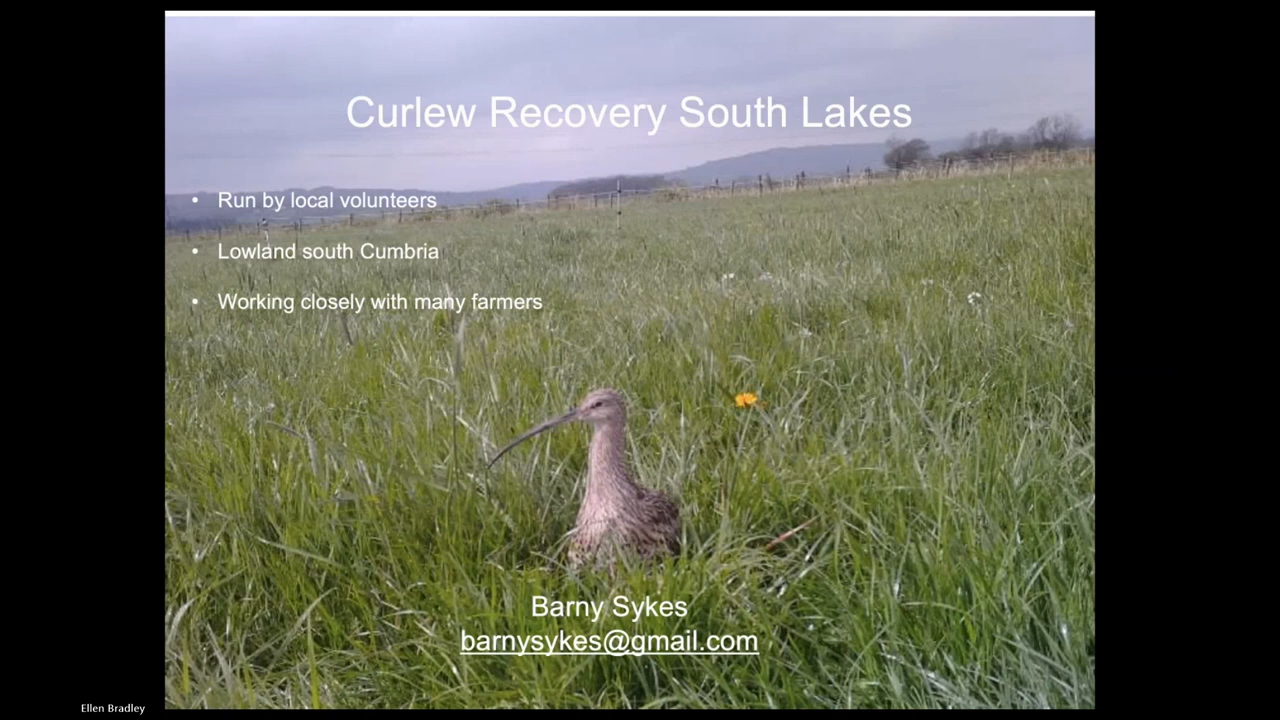 Curlew Recovery South Lakes
• Run by local volunteers
• Lowland south Cumbria
• Working closely with many farmers
Barny Sykes
barnysykes@gmail.com
Ellen Bradley